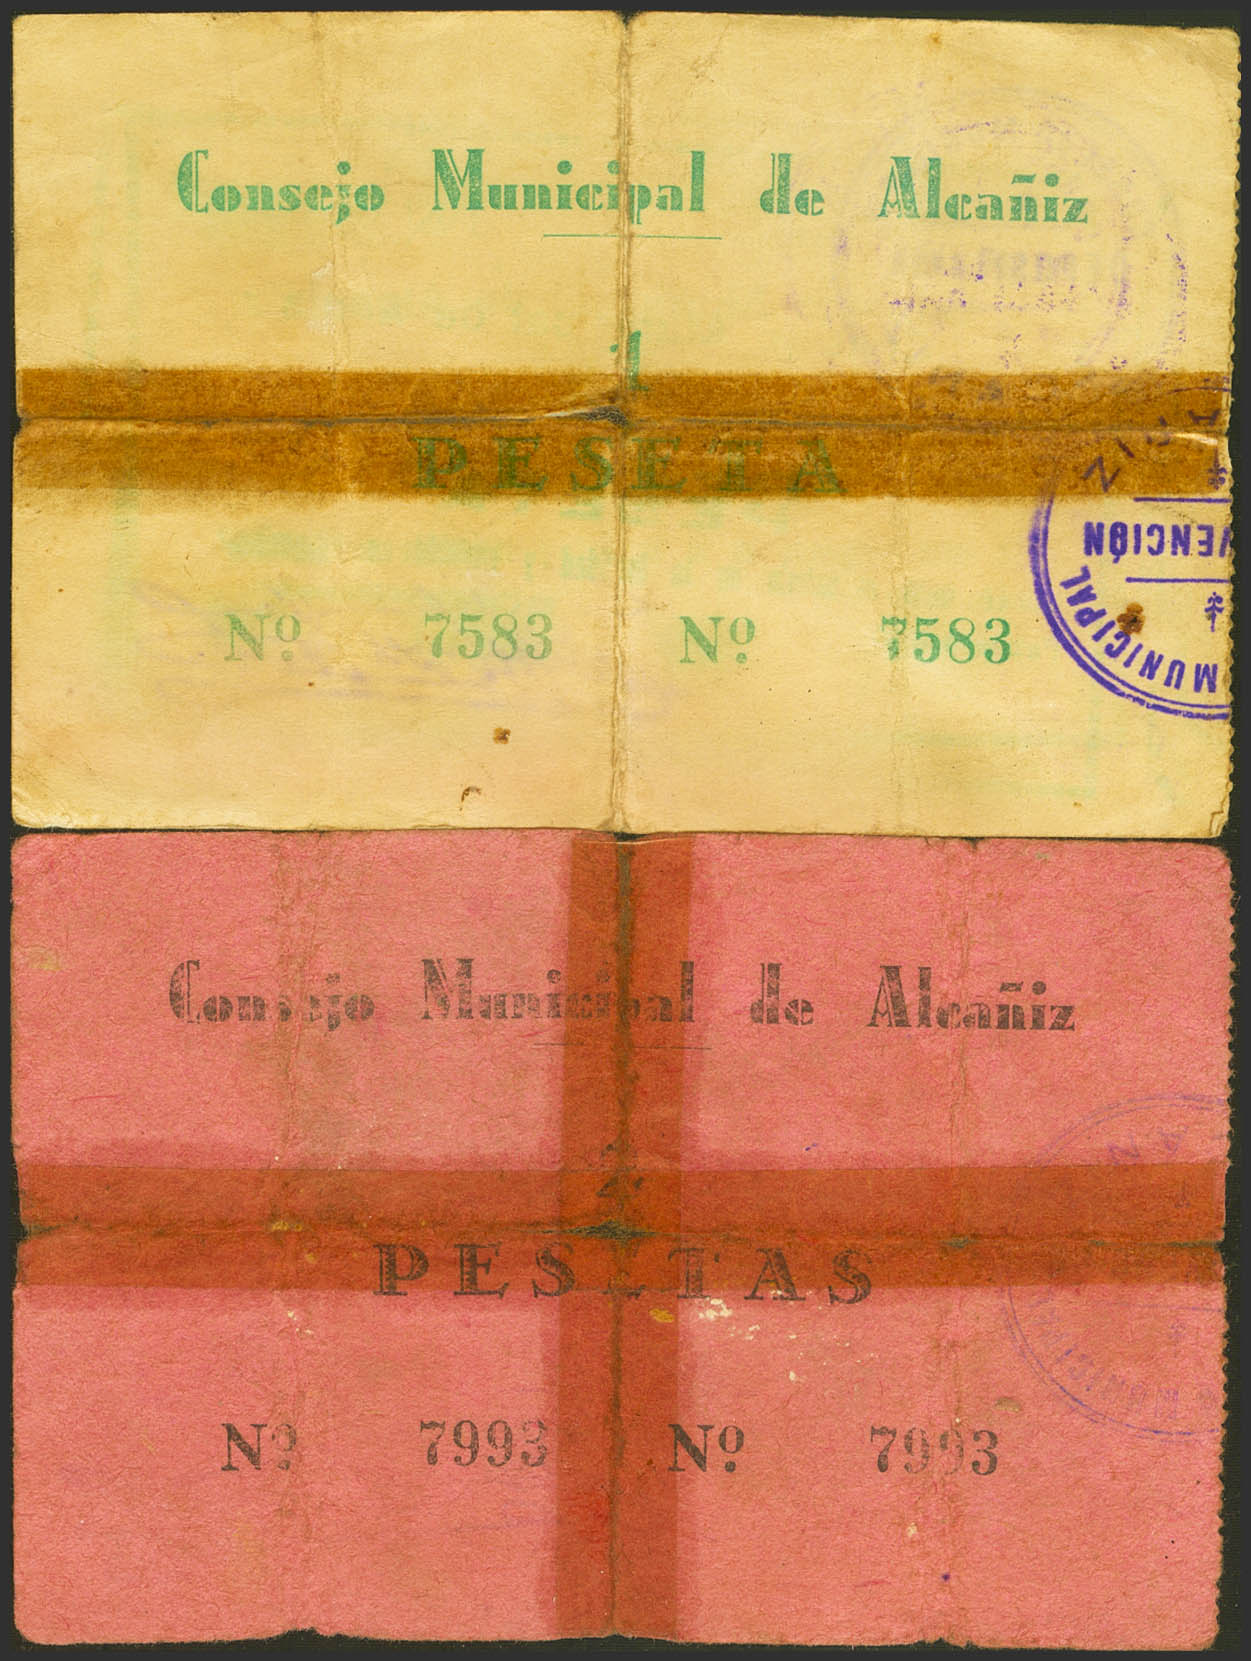 Consejo Municipal de Alcañiz
1
PESETA
Nº 7583 Nº 7583
MUNICIPAL
VENCIÓN
Consejo Municipal de Alcañiz
2
PESETAS
Nº 7993 Nº 7993